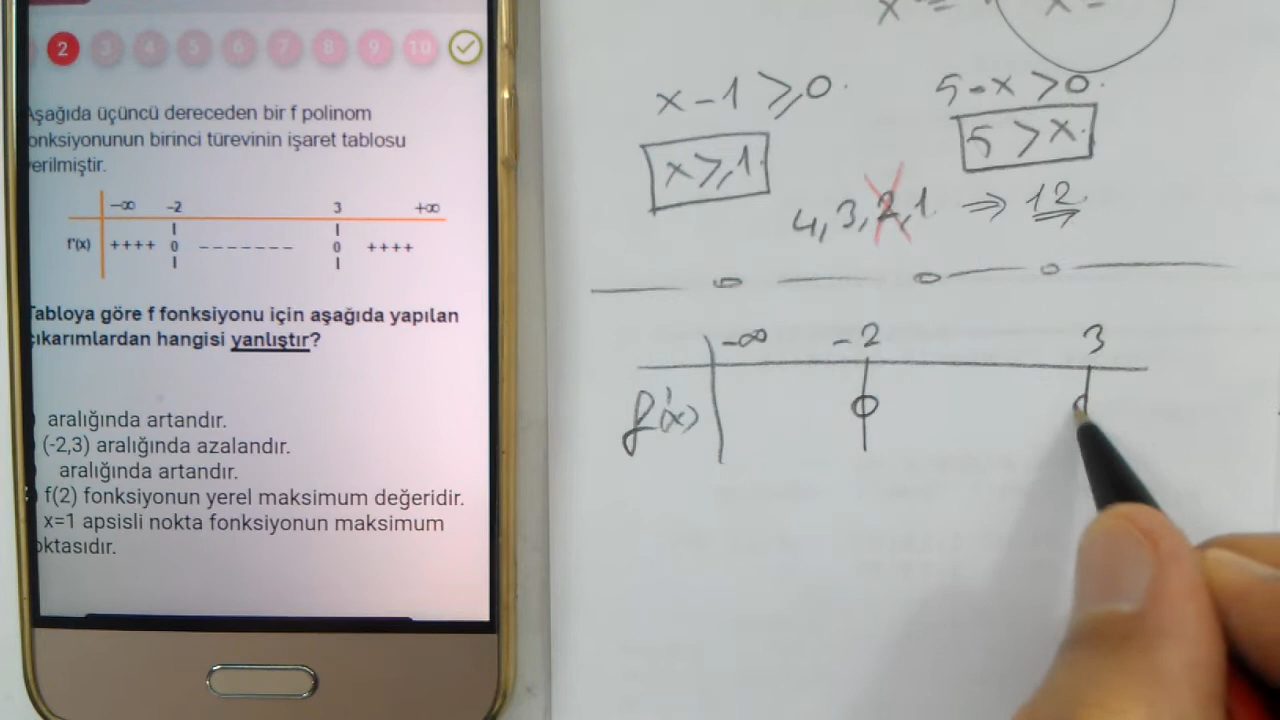 2 3 4 5 6 7 8 9 10
Aşağıda üçüncü dereceden bir f polinom
onksiyonunun birinci türevinin işaret tablosu
erilmiştir.
-∞ -2 3 +∞
f'(x) ++++ 0 ------- 0 ++++
Tabloya göre f fonksiyonu için aşağıda yapılan
ıkarımlardan hangisi yanlıştır?
) aralığında artandır.
(-2,3) aralığında azalandır.
) aralığında artandır.
) f(2) fonksiyonun yerel maksimum değeridir.
x=1 apsisli nokta fonksiyonun maksimum
oktasıdır.
x-1 ≥ 0. 5-x > 0.
x ≥ 1 5 > x.
4, 3, 2, 1. ⇒ 12
-∞ -2 3
f'(x) 0